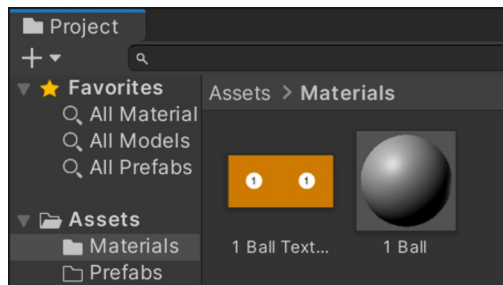 Project
Favorites
All Material
All Models
All Prefabs
Assets
Materials
Prefabs
Assets > Materials
1 1
1 Ball Text...
1 Ball